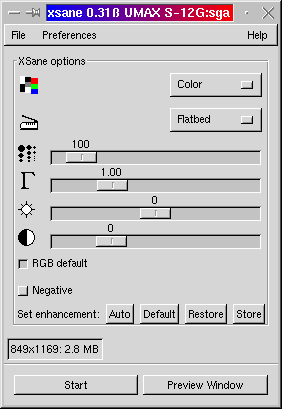 xsane 0.31ß UMAX S-12G:sga
File Preferences Help
XSane options
Color
Flatbed
100
1.00
0
0
RGB default
Negative
Set enhancement: Auto Default Restore Store
849x1169: 2.8 MB
Start Preview Window